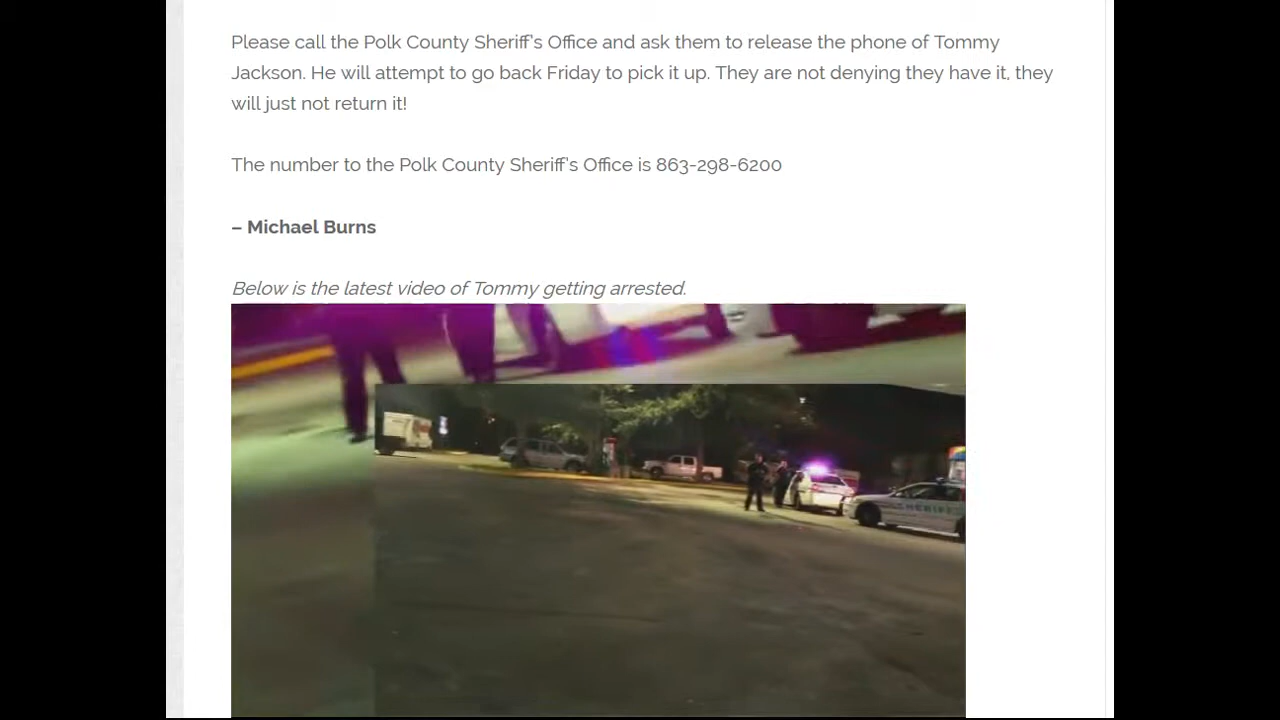 Please call the Polk County Sheriff's Office and ask them to release the phone of Tommy
Jackson. He will attempt to go back Friday to pick it up. They are not denying they have it, they
will just not return it!
The number to the Polk County Sheriff's Office is 863-298-6200
– Michael Burns
Below is the latest video of Tommy getting arrested.
SHERIFF